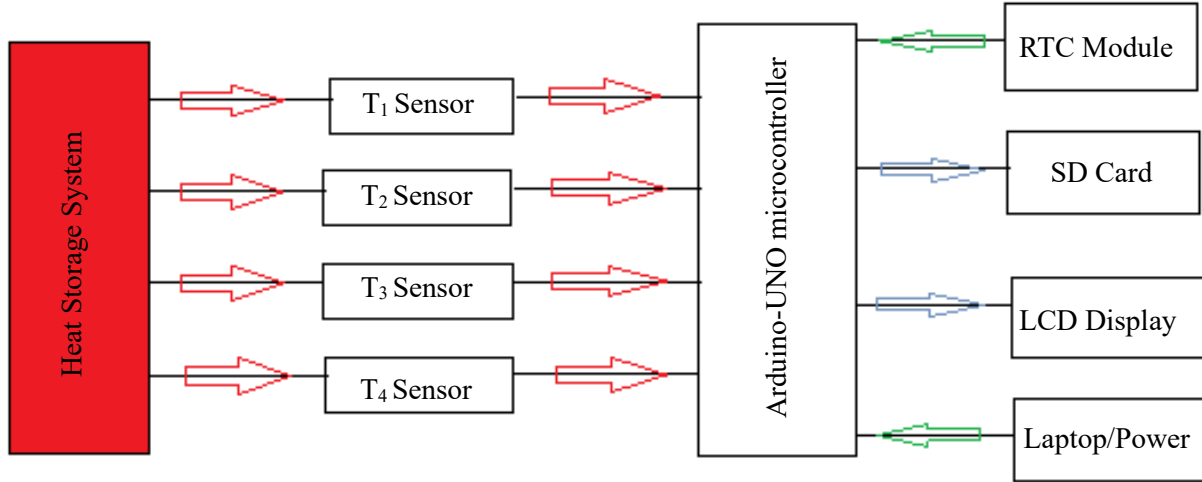 Heat Storage System
T₁ Sensor
T₂ Sensor
T₃ Sensor
T₄ Sensor
Arduino-UNO microcontroller
RTC Module
SD Card
LCD Display
Laptop/Power